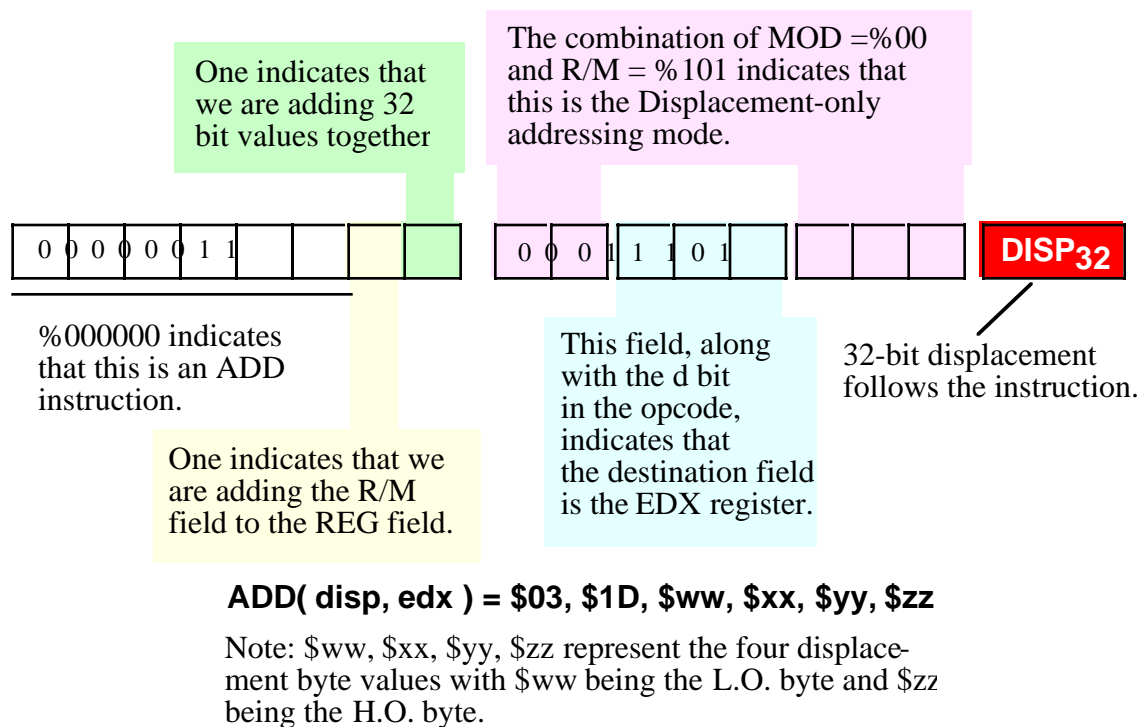 One indicates that
we are adding 32
bit values together
The combination of MOD =%00
and R/M = %101 indicates that
this is the Displacement-only
addressing mode.
0 0 0 0 0 0 1 1
0 0 0 1 1 1 0 1
DISP32
%000000 indicates
that this is an ADD
instruction.
This field, along
with the d bit
in the opcode,
indicates that
the destination field
is the EDX register.
32-bit displacement
follows the instruction.
One indicates that we
are adding the R/M
field to the REG field.
ADD( disp, edx ) = $03, $1D, $ww, $xx, $yy, $zz
Note: $ww, $xx, $yy, $zz represent the four displace-
ment byte values with $ww being the L.O. byte and $zz
being the H.O. byte.